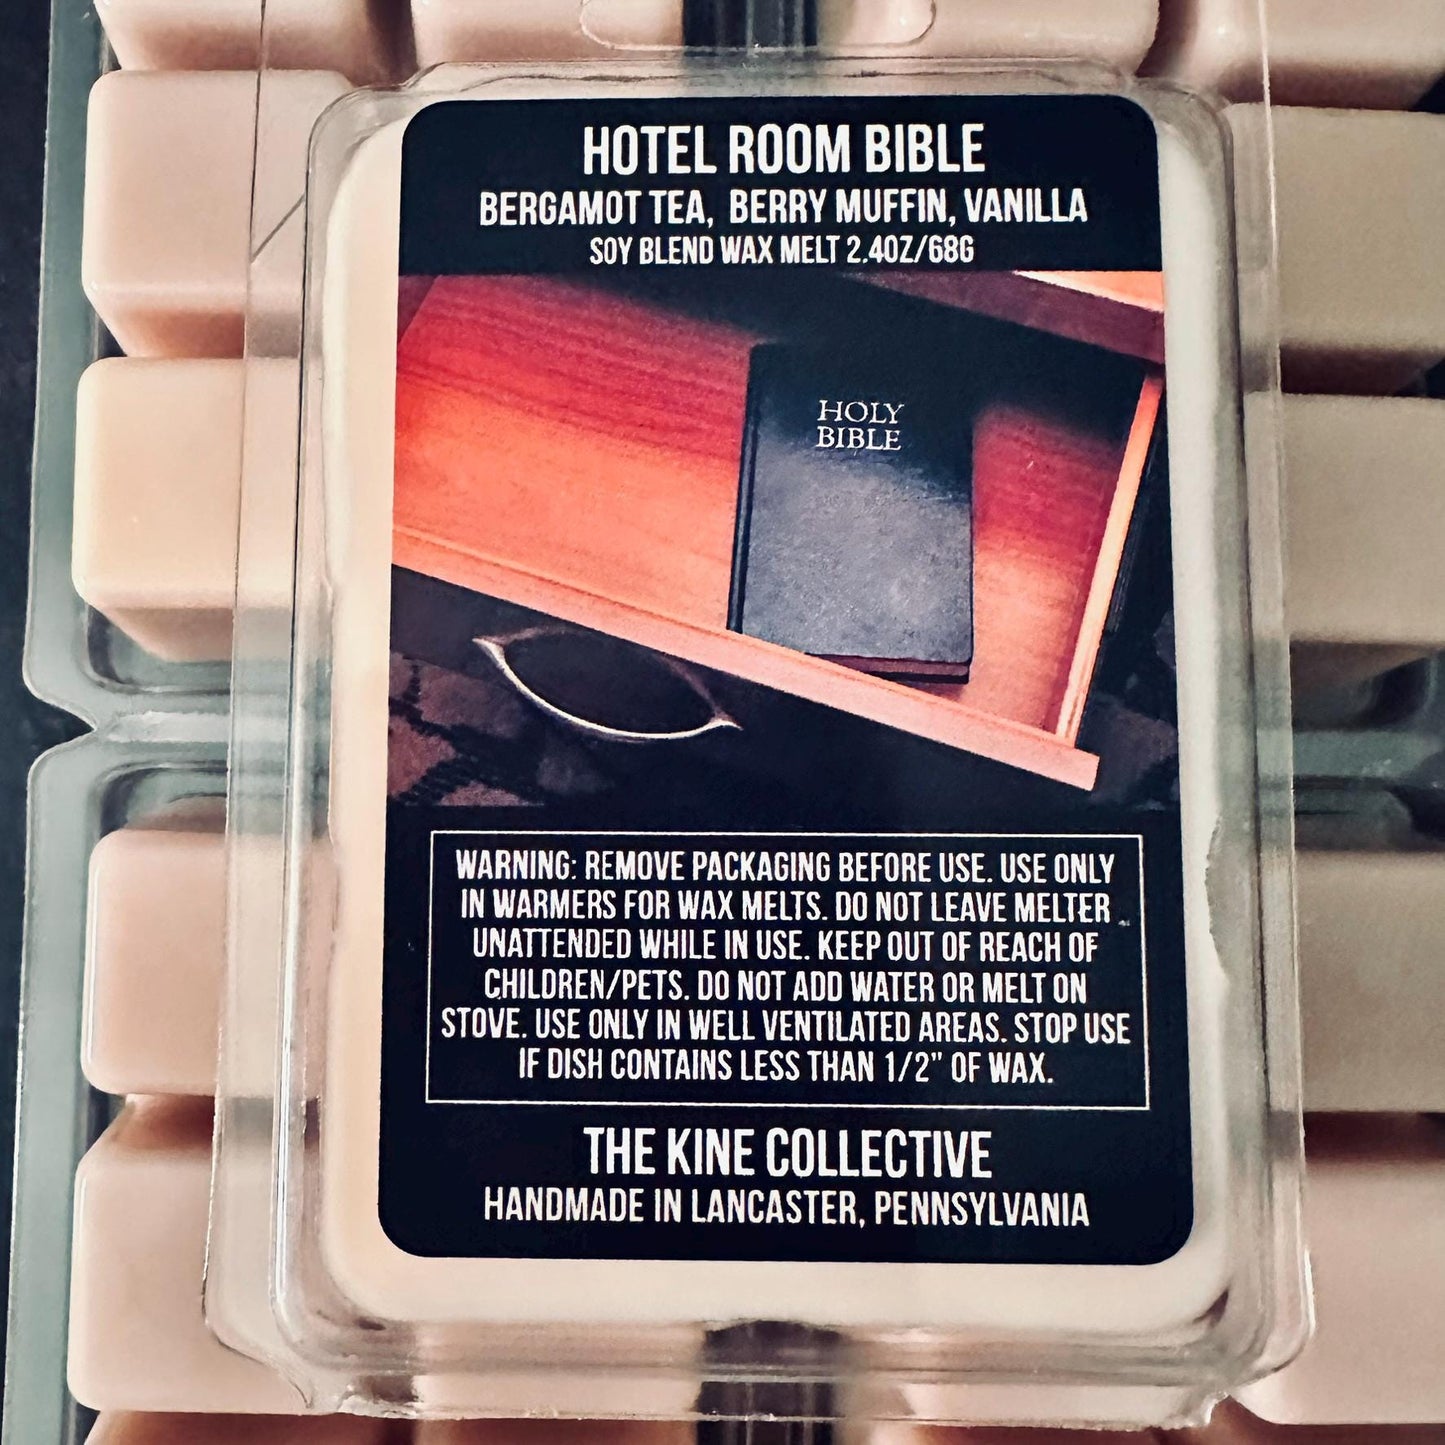 HOTEL ROOM BIBLE
BERGAMOT TEA, BERRY MUFFIN, VANILLA
SOY BLEND WAX MELT 2.4OZ/68G
HOLY
BIBLE
WARNING: REMOVE PACKAGING BEFORE USE. USE ONLY
IN WARMERS FOR WAX MELTS. DO NOT LEAVE MELTER
UNATTENDED WHILE IN USE. KEEP OUT OF REACH OF
CHILDREN/PETS. DO NOT ADD WATER OR MELT ON
STOVE. USE ONLY IN WELL VENTILATED AREAS. STOP USE
IF DISH CONTAINS LESS THAN 1/2" OF WAX.
THE KINE COLLECTIVE
HANDMADE IN LANCASTER, PENNSYLVANIA